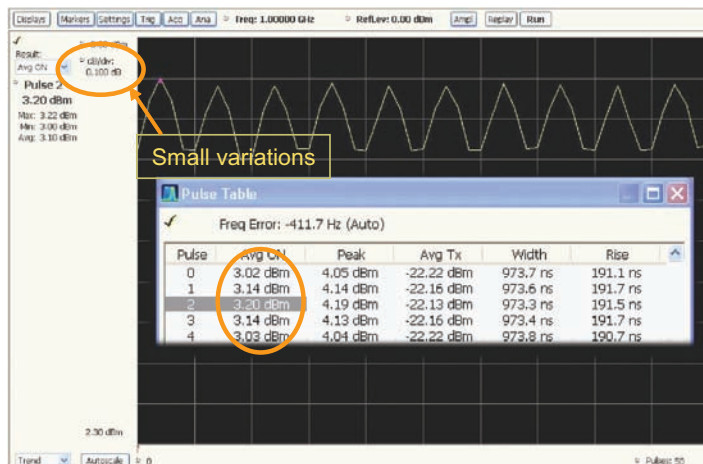 Displays Markers Settings Trig Acq Ana Freq: 1.00000 GHz RefLev: 0.00 dBm Ampl Replay Run
Result:
Avg ON
dB/div:
0.100 dB
Pulse 2
3.20 dBm
Max: 3.22 dBm
Min: 3.00 dBm
Avg: 3.10 dBm
Small variations
Pulse Table
Freq Error: -411.7 Hz (Auto)
Pulse Avg ON Peak Avg Tx Width Rise
0 3.02 dBm 4.05 dBm -22.22 dBm 973.7 ns 191.1 ns
1 3.14 dBm 4.14 dBm -22.16 dBm 973.6 ns 191.7 ns
2 3.20 dBm 4.19 dBm -22.13 dBm 973.3 ns 191.5 ns
3 3.14 dBm 4.13 dBm -22.16 dBm 973.4 ns 191.7 ns
4 3.03 dBm 4.04 dBm -22.22 dBm 973.8 ns 190.7 ns
2.30 dBm
Trend Autoscale 0 Pulses: 50